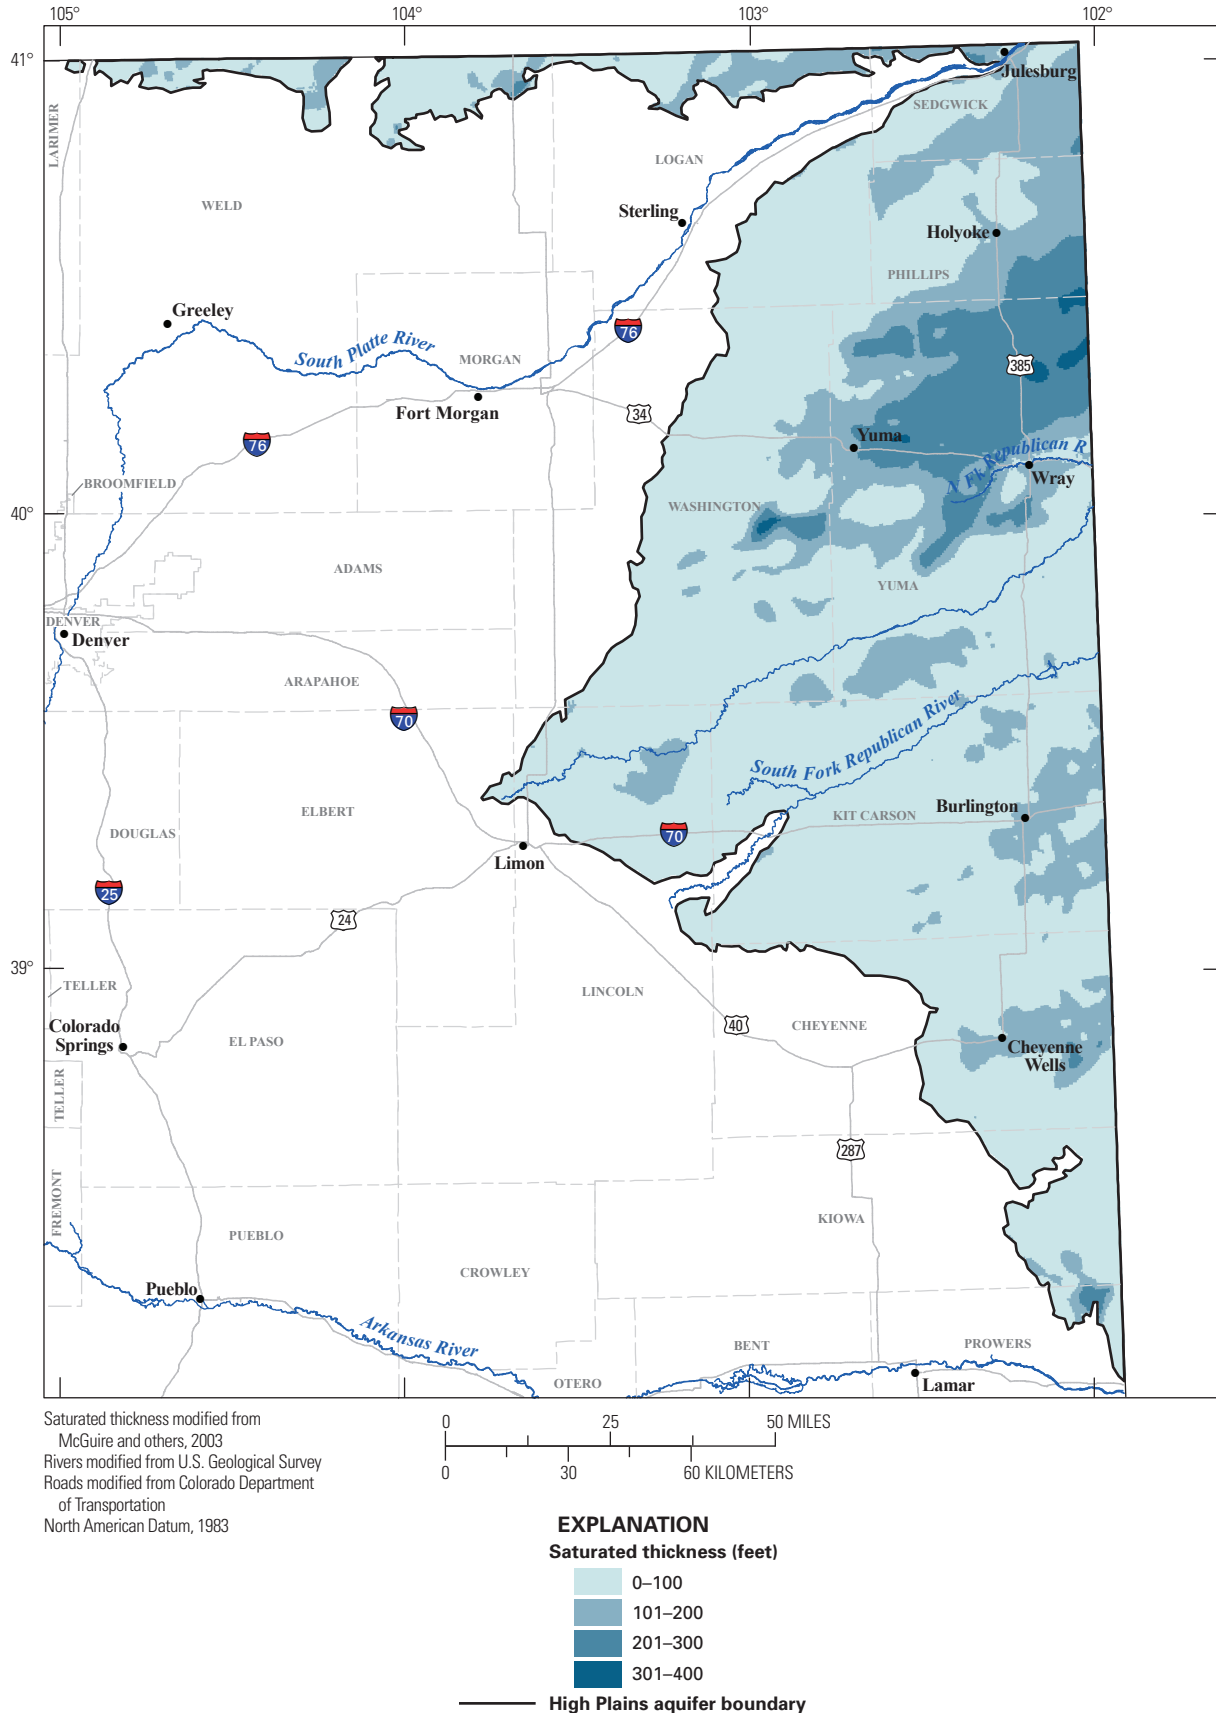 105°
104°
103°
102°
41°
Julesburg
SEDGWICK
LARIMER
LOGAN
WELD
Sterling
Holyoke
PHILLIPS
Greeley
76
South Platte River
MORGAN
385
Fort Morgan
34
76
Yuma
N Fk Republican R
Wray
BROOMFIELD
WASHINGTON
40°
ADAMS
YUMA
DENVER
Denver
ARAPAHOE
70
South Fork Republican River
ELBERT
Burlington
KIT CARSON
DOUGLAS
70
Limon
25
24
39°
TELLER
LINCOLN
Colorado
Springs
EL PASO
40
CHEYENNE
Cheyenne
Wells
TELLER
287
FREMONT
PUEBLO
KIOWA
CROWLEY
Pueblo
Arkansas River
BENT
PROWERS
OTERO
Lamar
Saturated thickness modified from
McGuire and others, 2003
Rivers modified from U.S. Geological Survey
Roads modified from Colorado Department
of Transportation
North American Datum, 1983
0 25 50 MILES
0 30 60 KILOMETERS
EXPLANATION
Saturated thickness (feet)
0–100
101–200
201–300
301–400
High Plains aquifer boundary